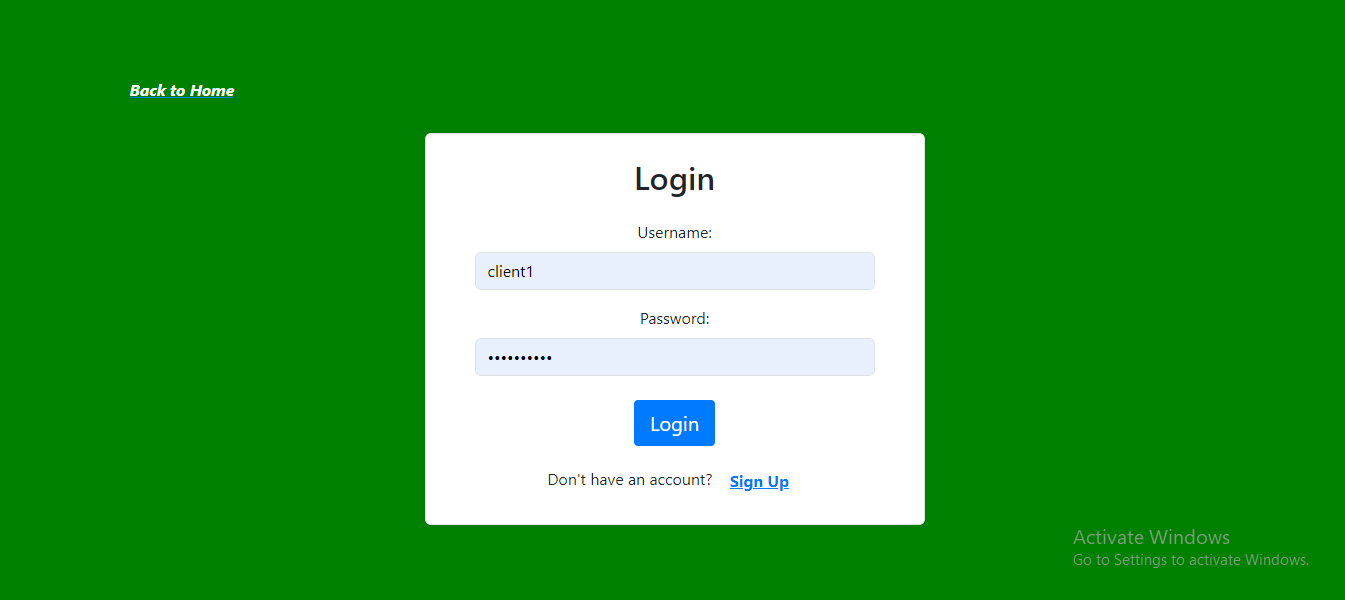 Back to Home
Login
Username:
client1
Password:
••••••••••
Login
Don't have an account? Sign Up
Activate Windows
Go to Settings to activate Windows.